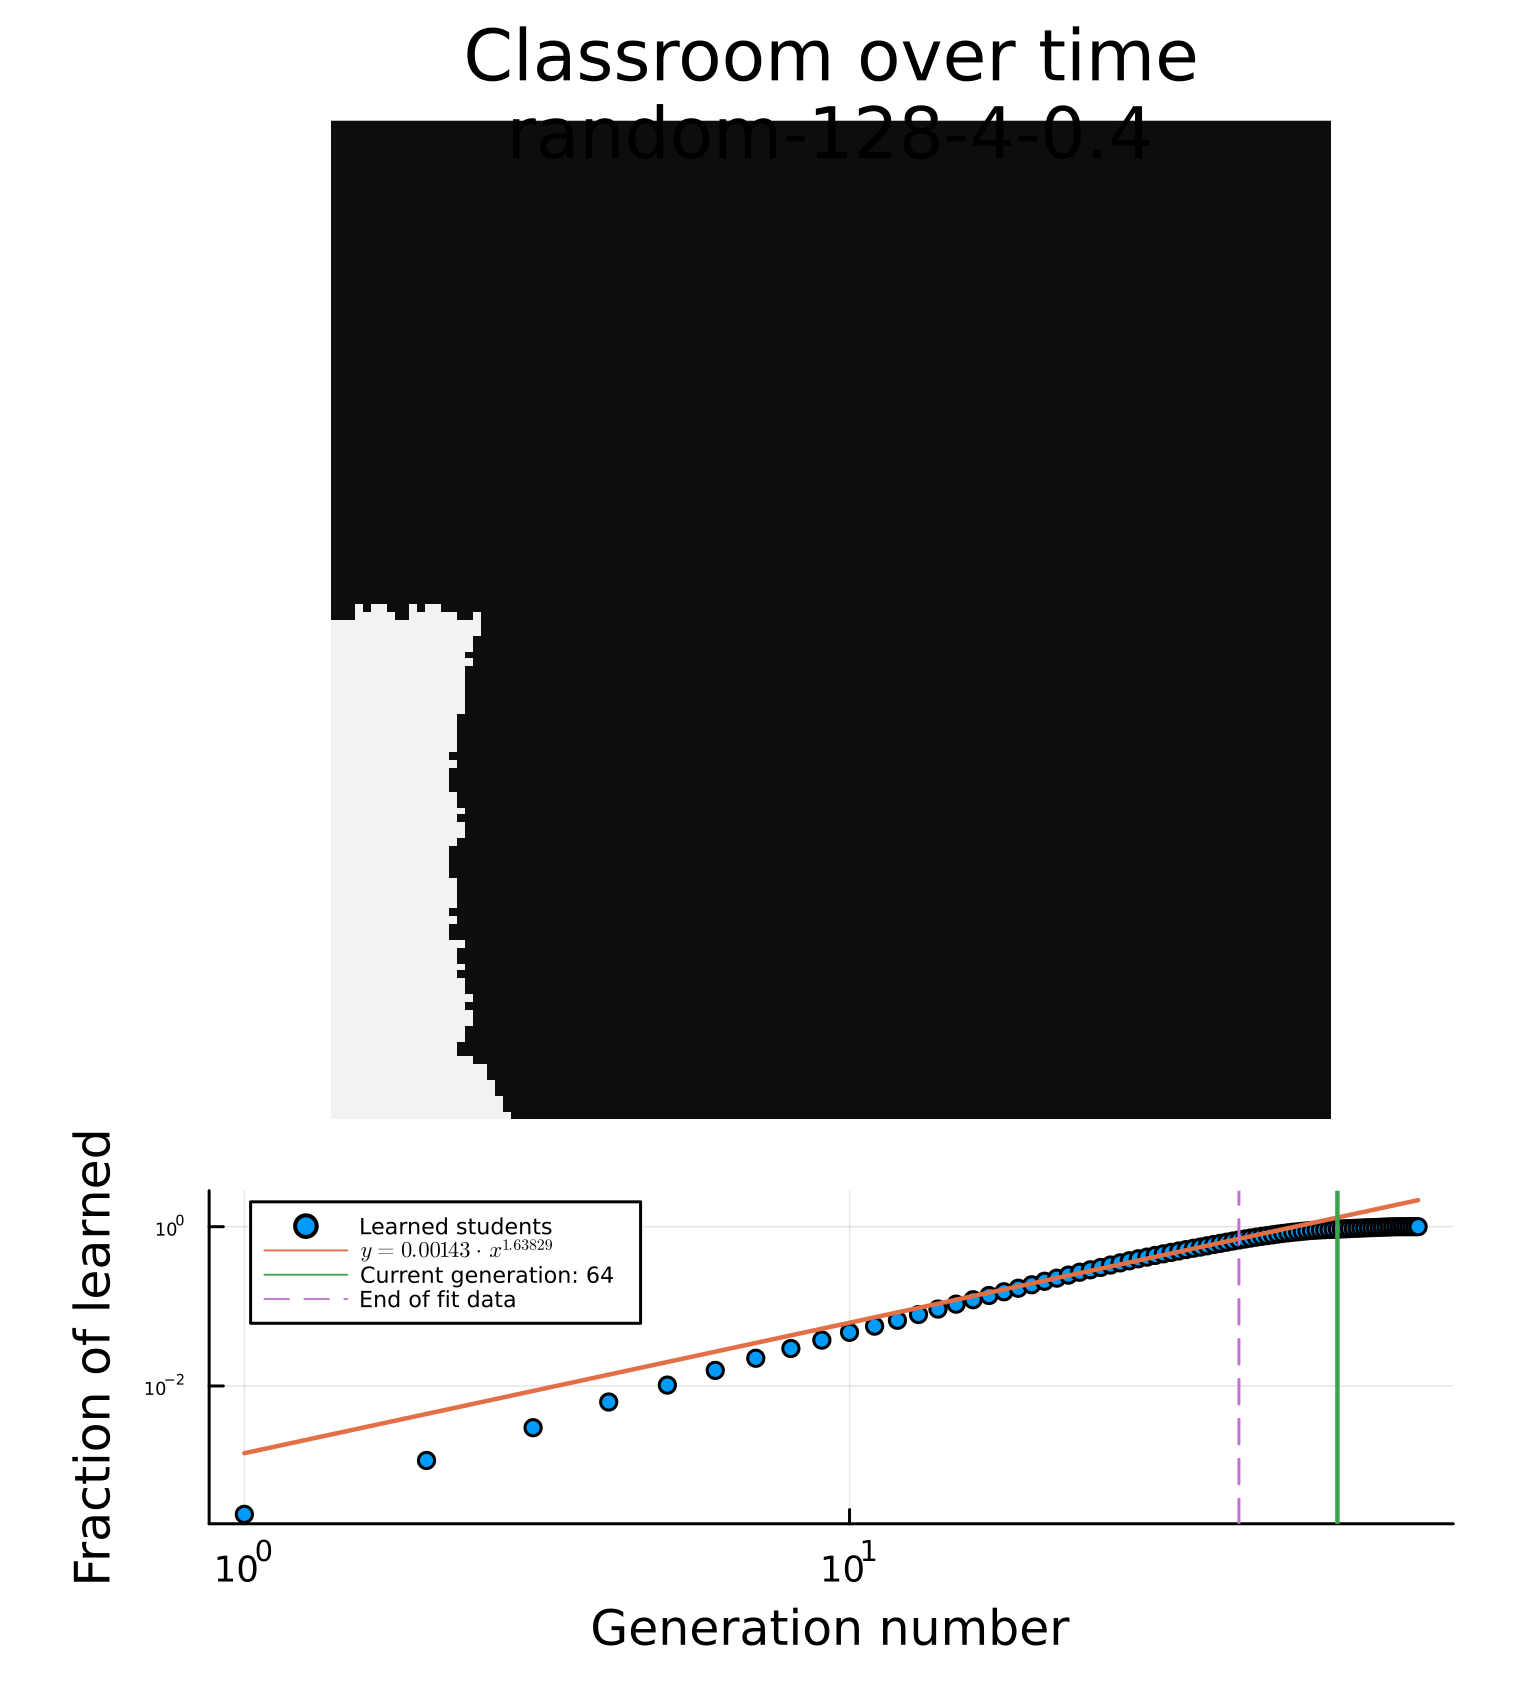 Classroom over time
random-128-4-0.4
Learned students
y = 0.00143 · x^1.63829
Current generation: 64
End of fit data
Fraction of learned
10^0
10^−2
10^0
10^1
Generation number